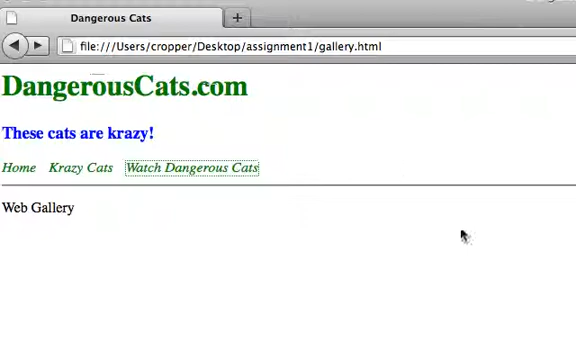 Dangerous Cats
file:///Users/cropper/Desktop/assignment1/gallery.html
DangerousCats.com
These cats are krazy!
Home Krazy Cats Watch Dangerous Cats
Web Gallery